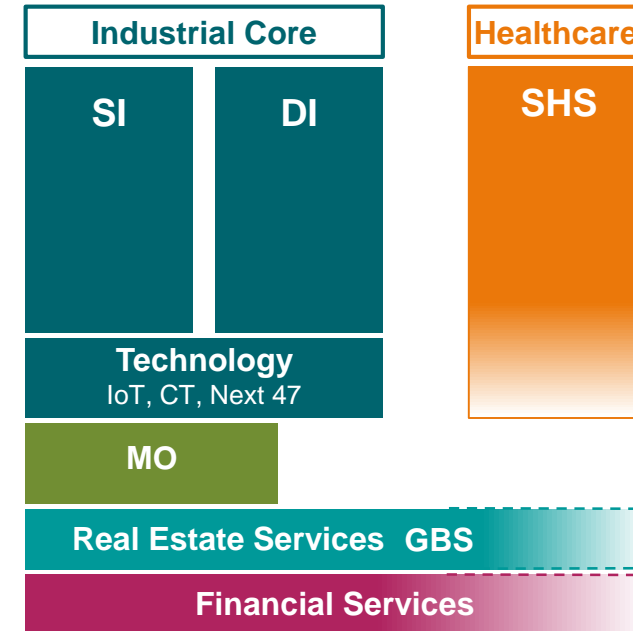 Industrial Core
Healthcare
SI
DI
SHS
Technology
IoT, CT, Next 47
MO
Real Estate Services GBS
Financial Services